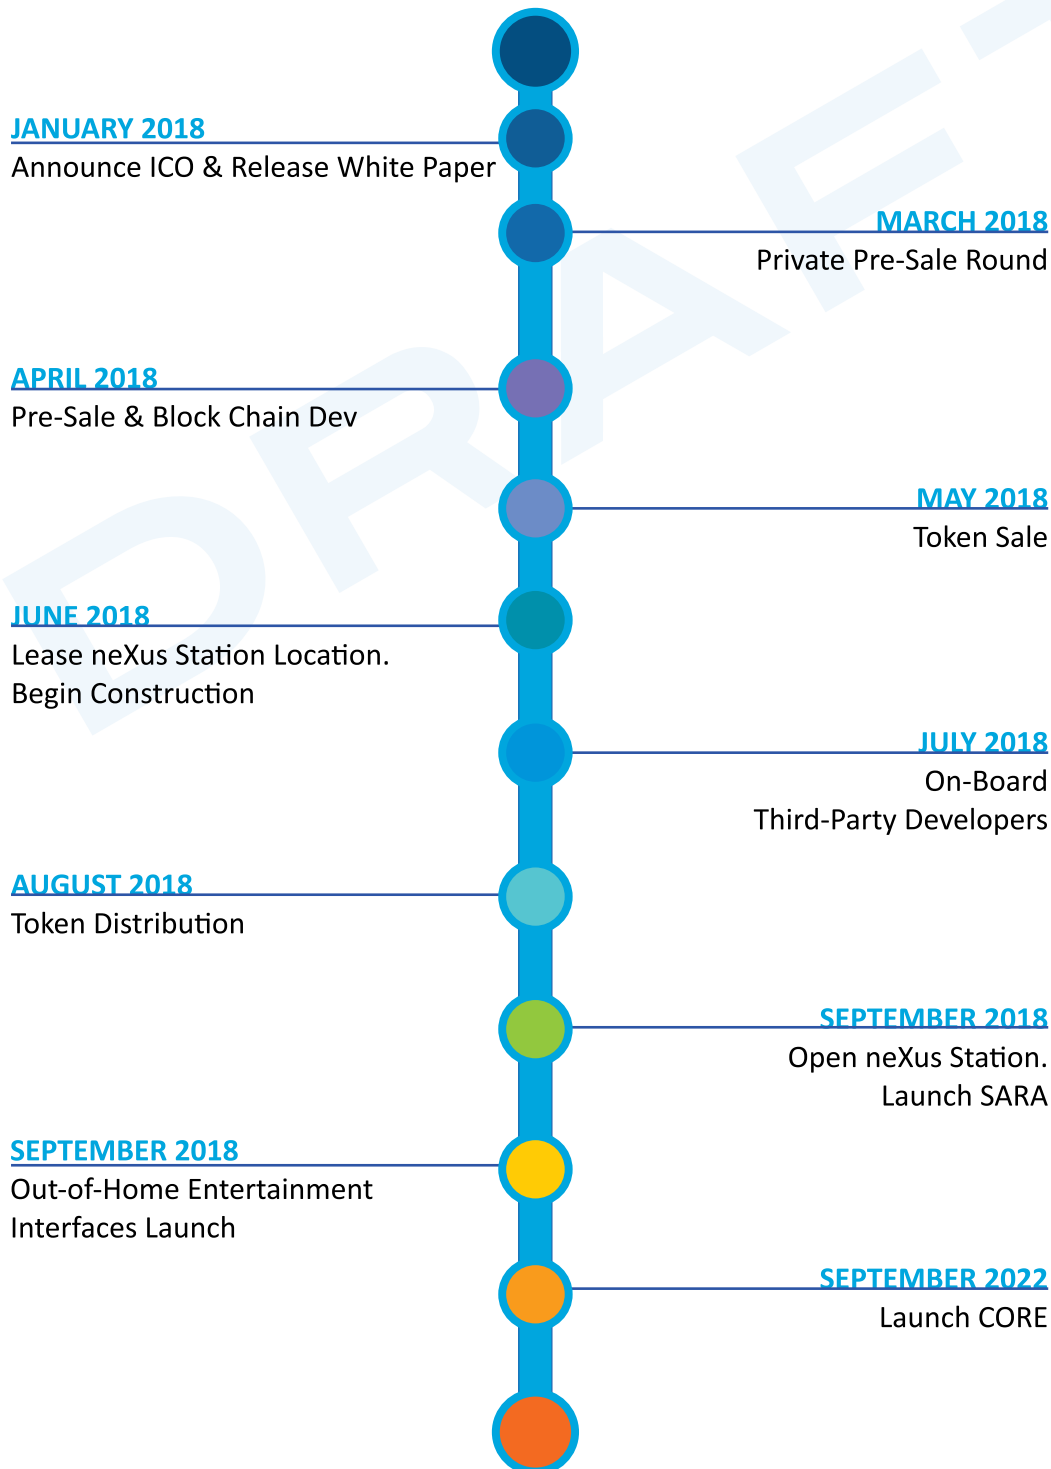 DRAFT
JANUARY 2018
Announce ICO & Release White Paper
MARCH 2018
Private Pre-Sale Round
APRIL 2018
Pre-Sale & Block Chain Dev
MAY 2018
Token Sale
JUNE 2018
Lease neXus Station Location.
Begin Construction
JULY 2018
On-Board
Third-Party Developers
AUGUST 2018
Token Distribution
SEPTEMBER 2018
Open neXus Station.
Launch SARA
SEPTEMBER 2018
Out-of-Home Entertainment
Interfaces Launch
SEPTEMBER 2022
Launch CORE